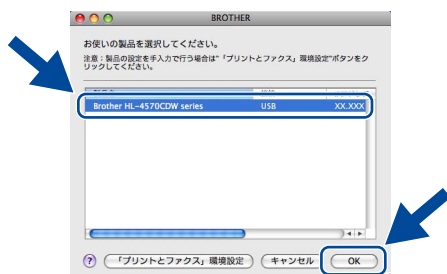 BROTHER
お使いの製品を選択してください。
注意：製品の設定を手入力で行う場合は"「プリントとファクス」環境設定"ボタンをク
リックしてください。
Brother HL-4570CDW series USB XX.XXX
? 「プリントとファクス」環境設定 キャンセル OK